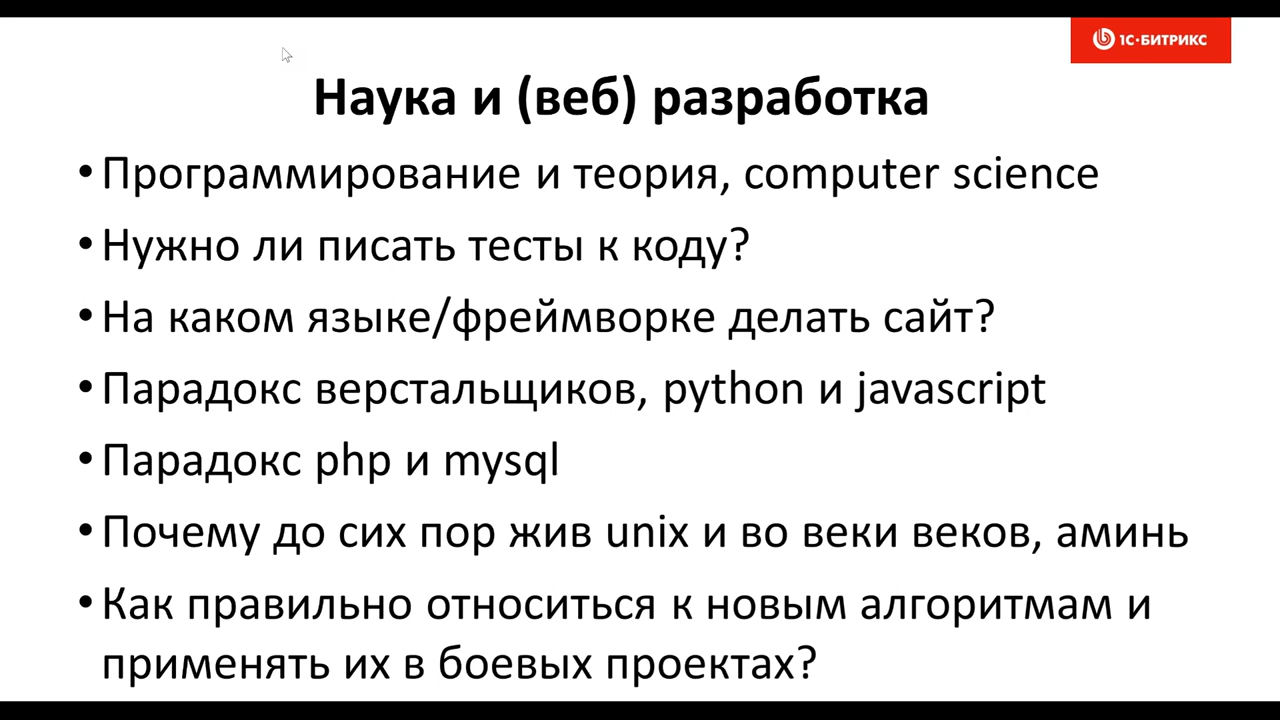 1С·БИТРИКС
Наука и (веб) разработка
• Программирование и теория, computer science
• Нужно ли писать тесты к коду?
• На каком языке/фреймворке делать сайт?
• Парадокс верстальщиков, python и javascript
• Парадокс php и mysql
• Почему до сих пор жив unix и во веки веков, аминь
• Как правильно относиться к новым алгоритмам и
применять их в боевых проектах?